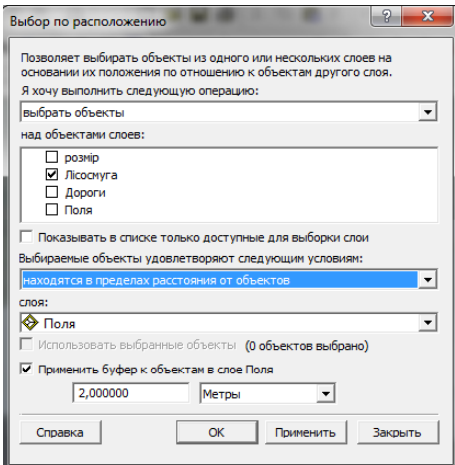 Выбор по расположению
Позволяет выбирать объекты из одного или нескольких слоев на
основании их положения по отношению к объектам другого слоя.
Я хочу выполнить следующую операцию:
выбрать объекты
над объектами слоев:
розмір
Лісосмуга
Дороги
Поля
Показывать в списке только доступные для выборки слои
Выбираемые объекты удовлетворяют следующим условиям:
находятся в пределах расстояния от объектов
слоя:
Поля
Использовать выбранные объекты (0 объектов выбрано)
Применить буфер к объектам в слое Поля
2,000000 Метры
Справка ОК Применить Закрыть